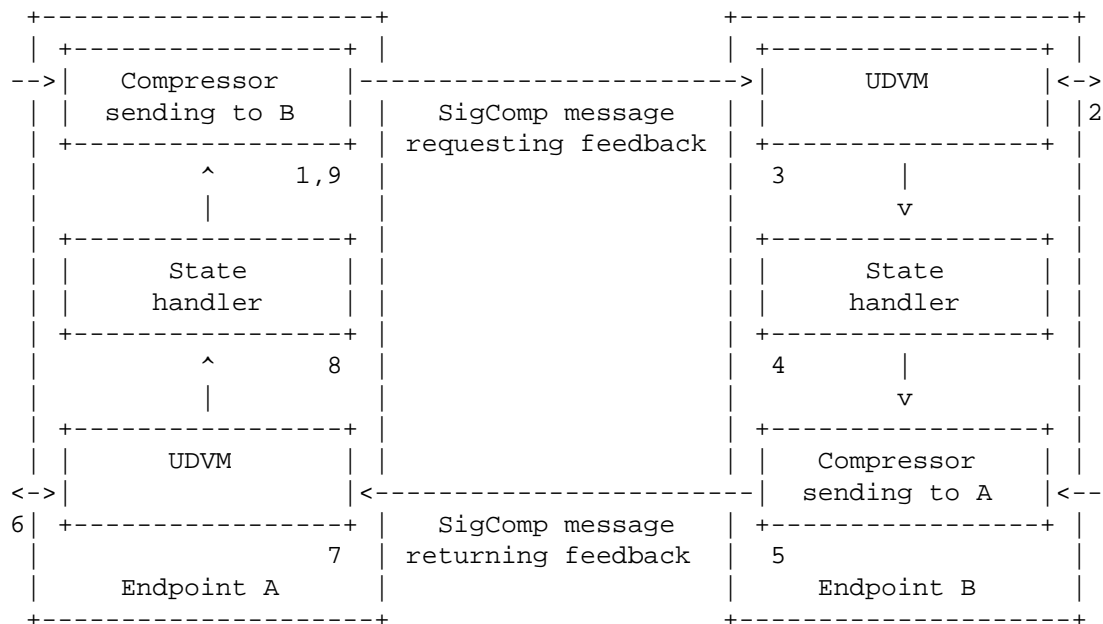 Compressor UDVM
sending to B SigComp message 2
requesting feedback
1,9 3
State State
handler handler
8 4
UDVM Compressor
sending to A
6 SigComp message
7 returning feedback 5
Endpoint A Endpoint B